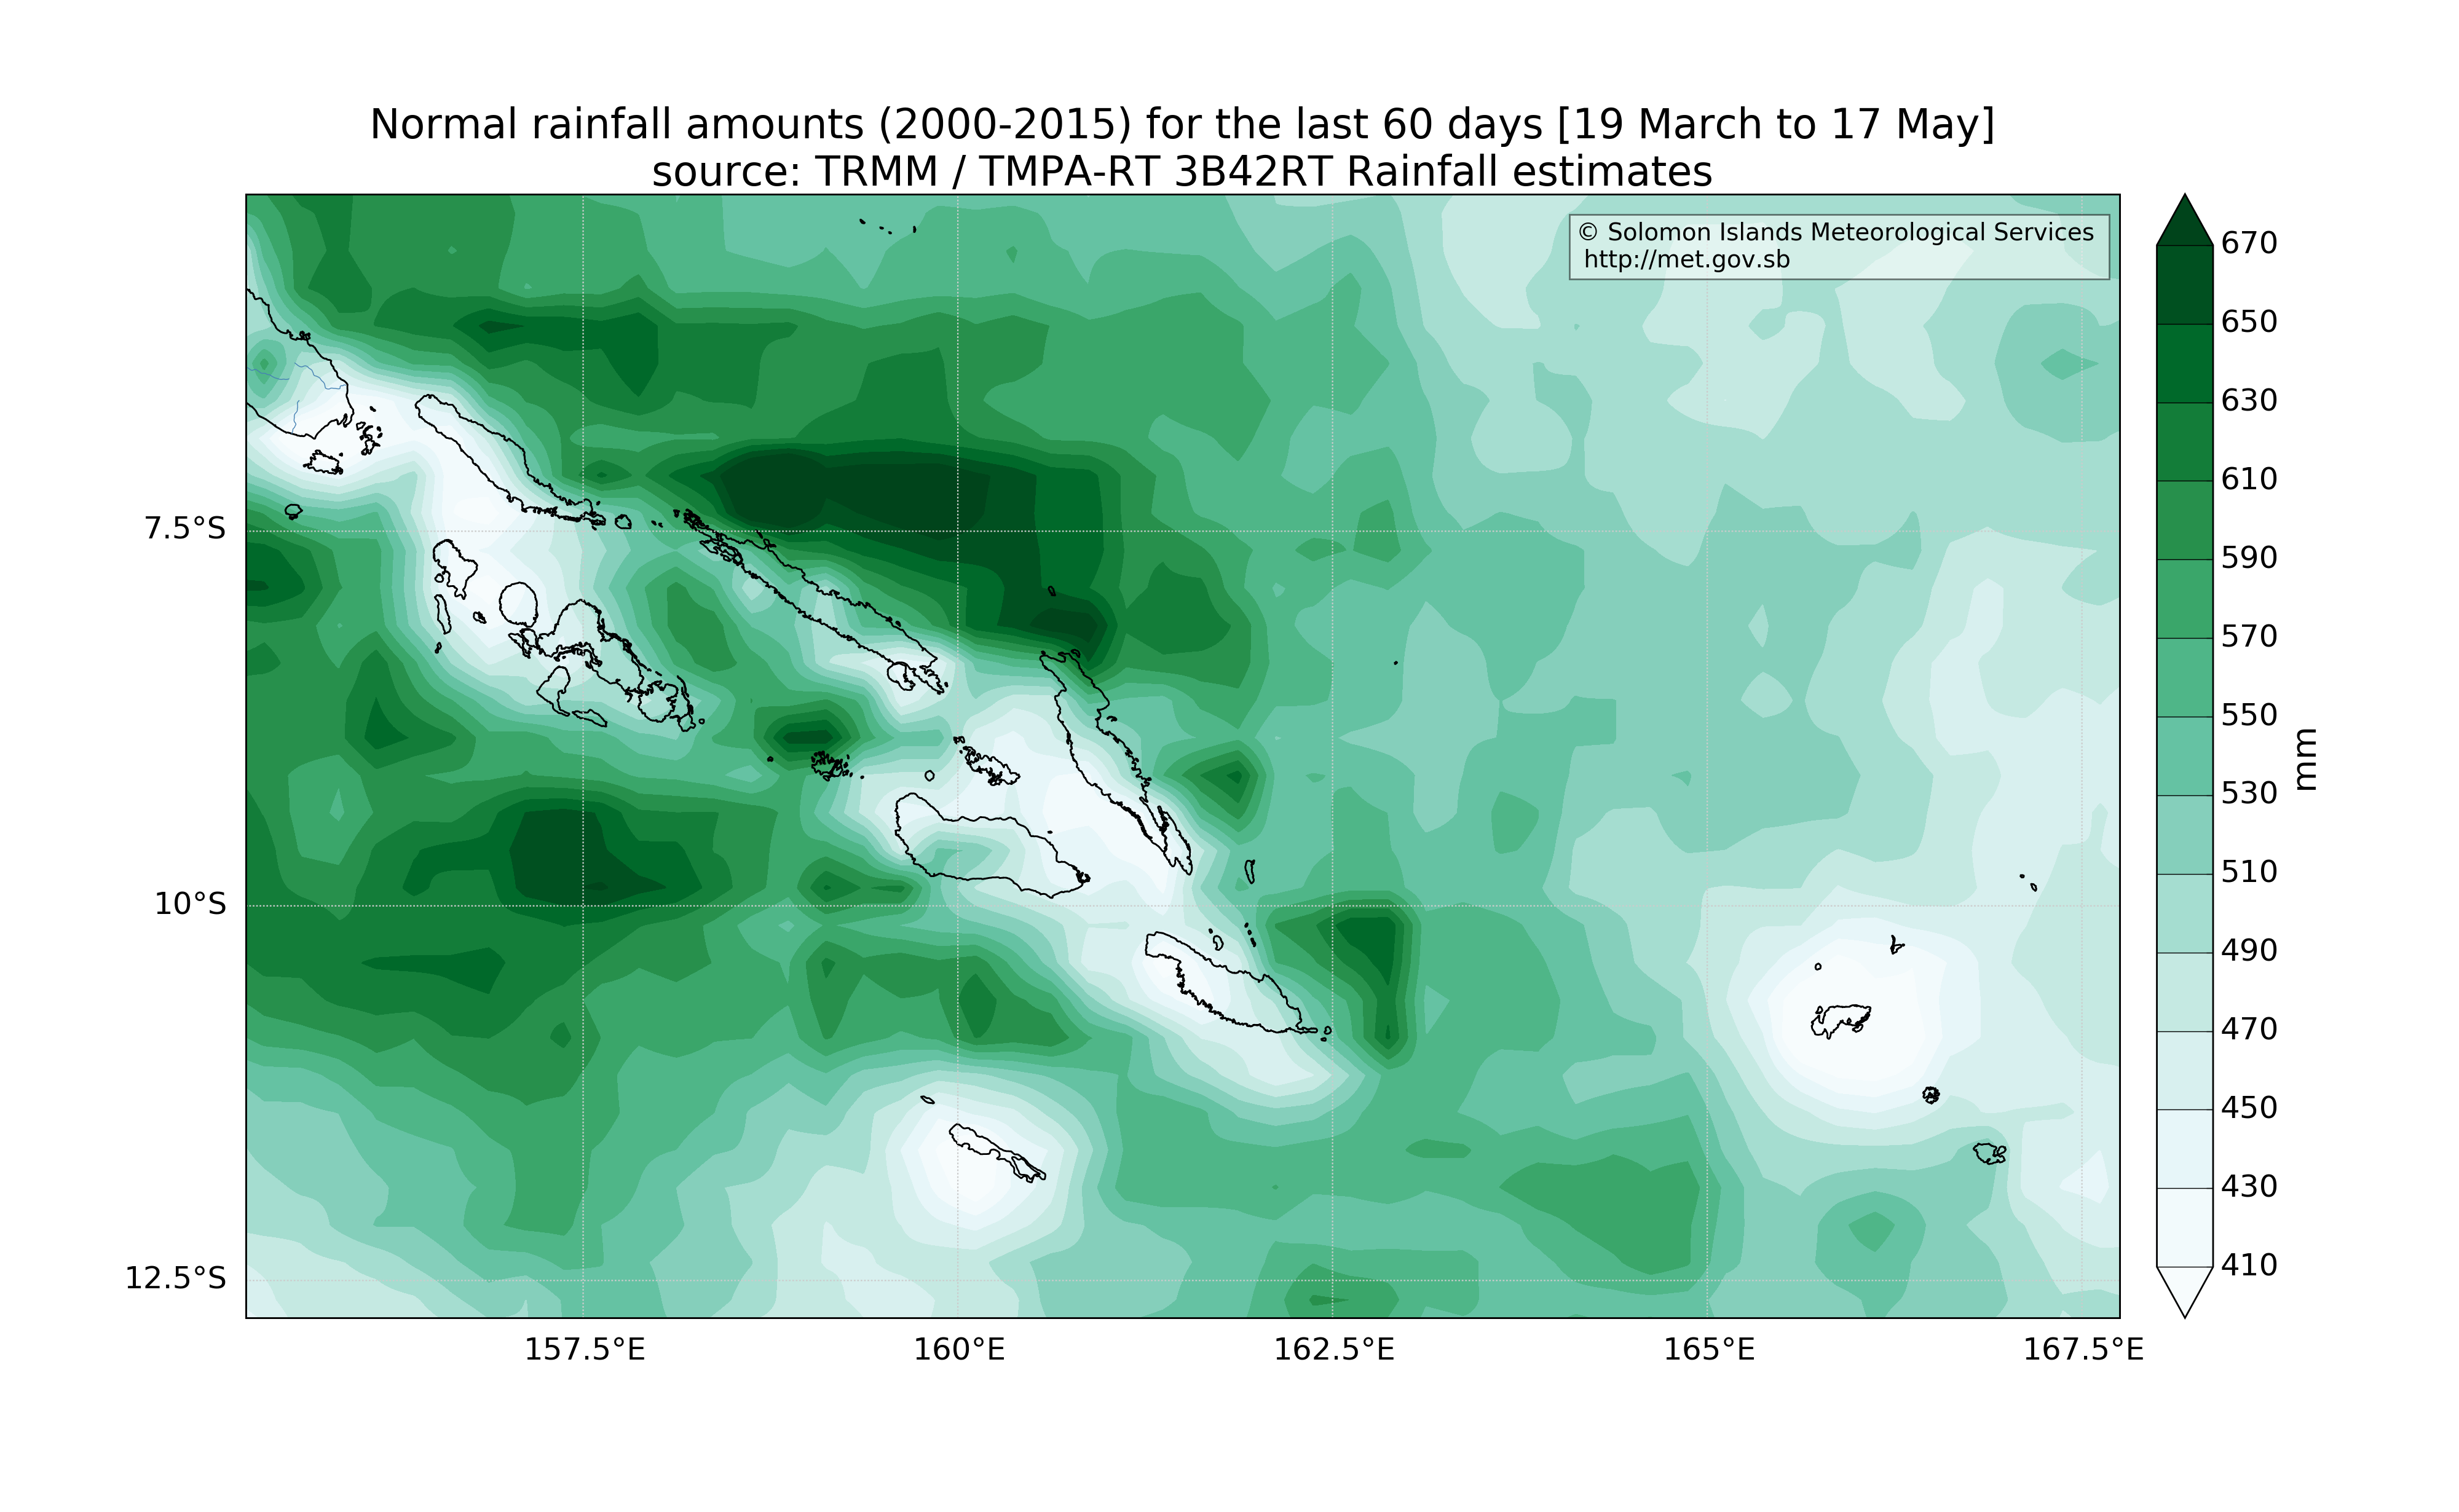 Normal rainfall amounts (2000-2015) for the last 60 days [19 March to 17 May]
source: TRMM / TMPA-RT 3B42RT Rainfall estimates
© Solomon Islands Meteorological Services
http://met.gov.sb
7.5°S
10°S
12.5°S
157.5°E
160°E
162.5°E
165°E
167.5°E
670
650
630
610
590
570
550
530
510
490
470
450
430
410
mm